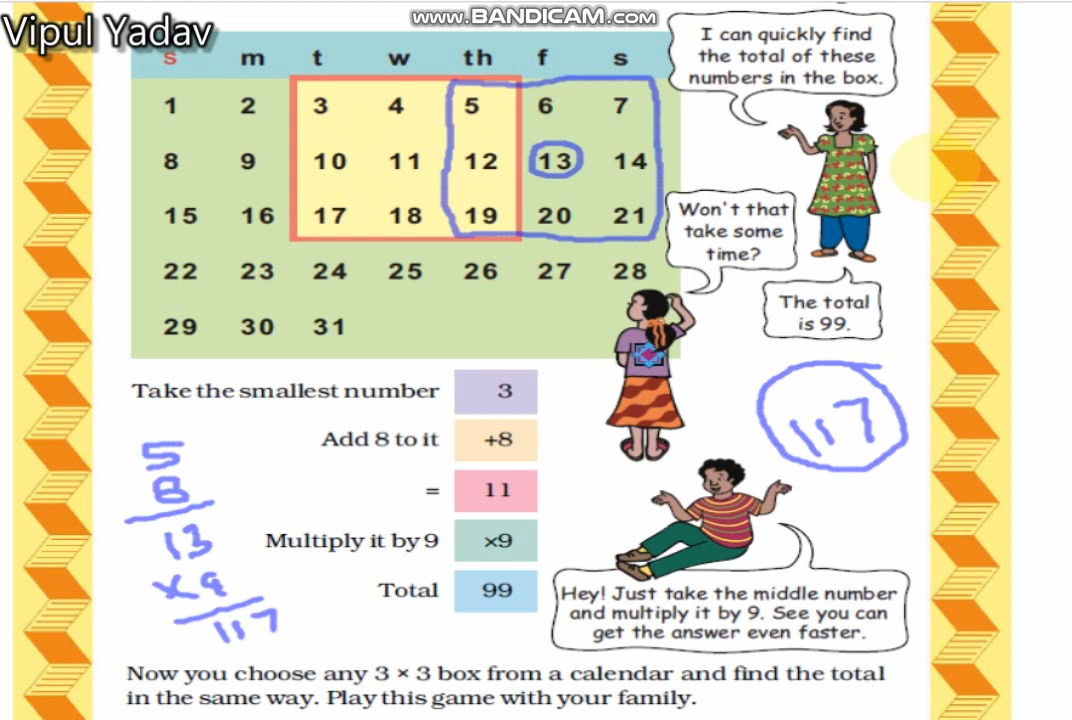 www.BANDICAM.com
Vipul Yadav
s m t w th f s
1 2 3 4 5 6 7
8 9 10 11 12 13 14
15 16 17 18 19 20 21
22 23 24 25 26 27 28
29 30 31
I can quickly find
the total of these
numbers in the box.
Won't that
take some
time?
The total
is 99.
117
Take the smallest number 3
Add 8 to it +8
= 11
Multiply it by 9 ×9
Total 99
5
8
13
×9
117
Hey! Just take the middle number
and multiply it by 9. See you can
get the answer even faster.
Now you choose any 3 × 3 box from a calendar and find the total
in the same way. Play this game with your family.